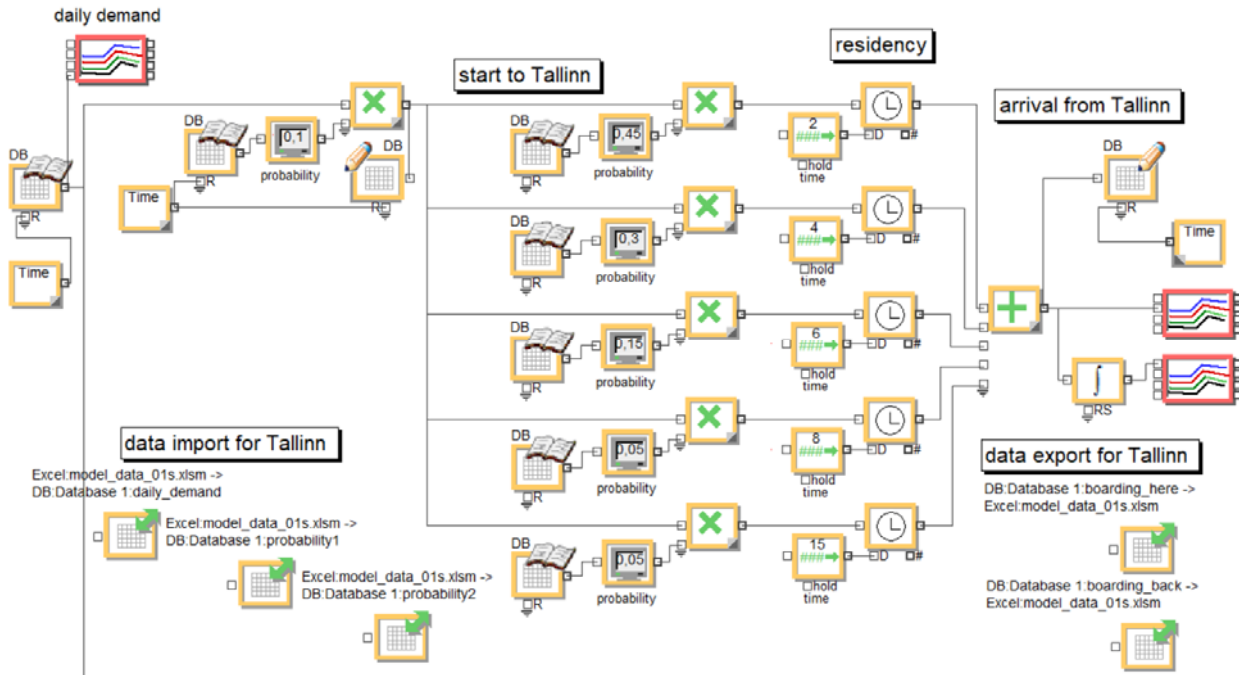 daily demand
residency
start to Tallinn
arrival from Tallinn
DB
DB
0,1
probability
DB
R
Time
R
DB
R
Time
DB
0,45
probability
R
2
hold
time
D #
DB
R
Time
DB
0,3
probability
R
4
hold
time
D #
DB
0,15
probability
R
6
hold
time
D #
∫
RS
DB
0,05
probability
R
8
hold
time
D #
DB
0,05
probability
R
15
hold
time
D #
data import for Tallinn
Excel:model_data_01s.xlsm ->
DB:Database 1:daily_demand
Excel:model_data_01s.xlsm ->
DB:Database 1:probability1
Excel:model_data_01s.xlsm ->
DB:Database 1:probability2
data export for Tallinn
DB:Database 1:boarding_here ->
Excel:model_data_01s.xlsm
DB:Database 1:boarding_back ->
Excel:model_data_01s.xlsm